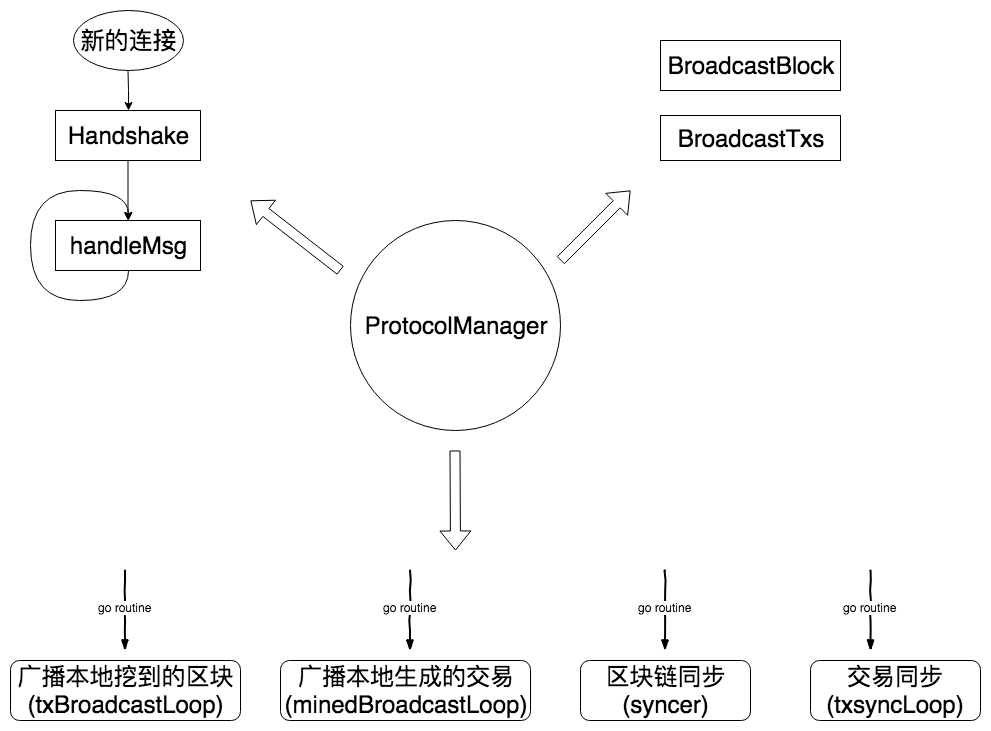 新的连接
Handshake
handleMsg
BroadcastBlock
BroadcastTxs
ProtocolManager
go routine
go routine
go routine
go routine
广播本地挖到的区块
(txBroadcastLoop)
广播本地生成的交易
(minedBroadcastLoop)
区块链同步
(syncer)
交易同步
(txsyncLoop)